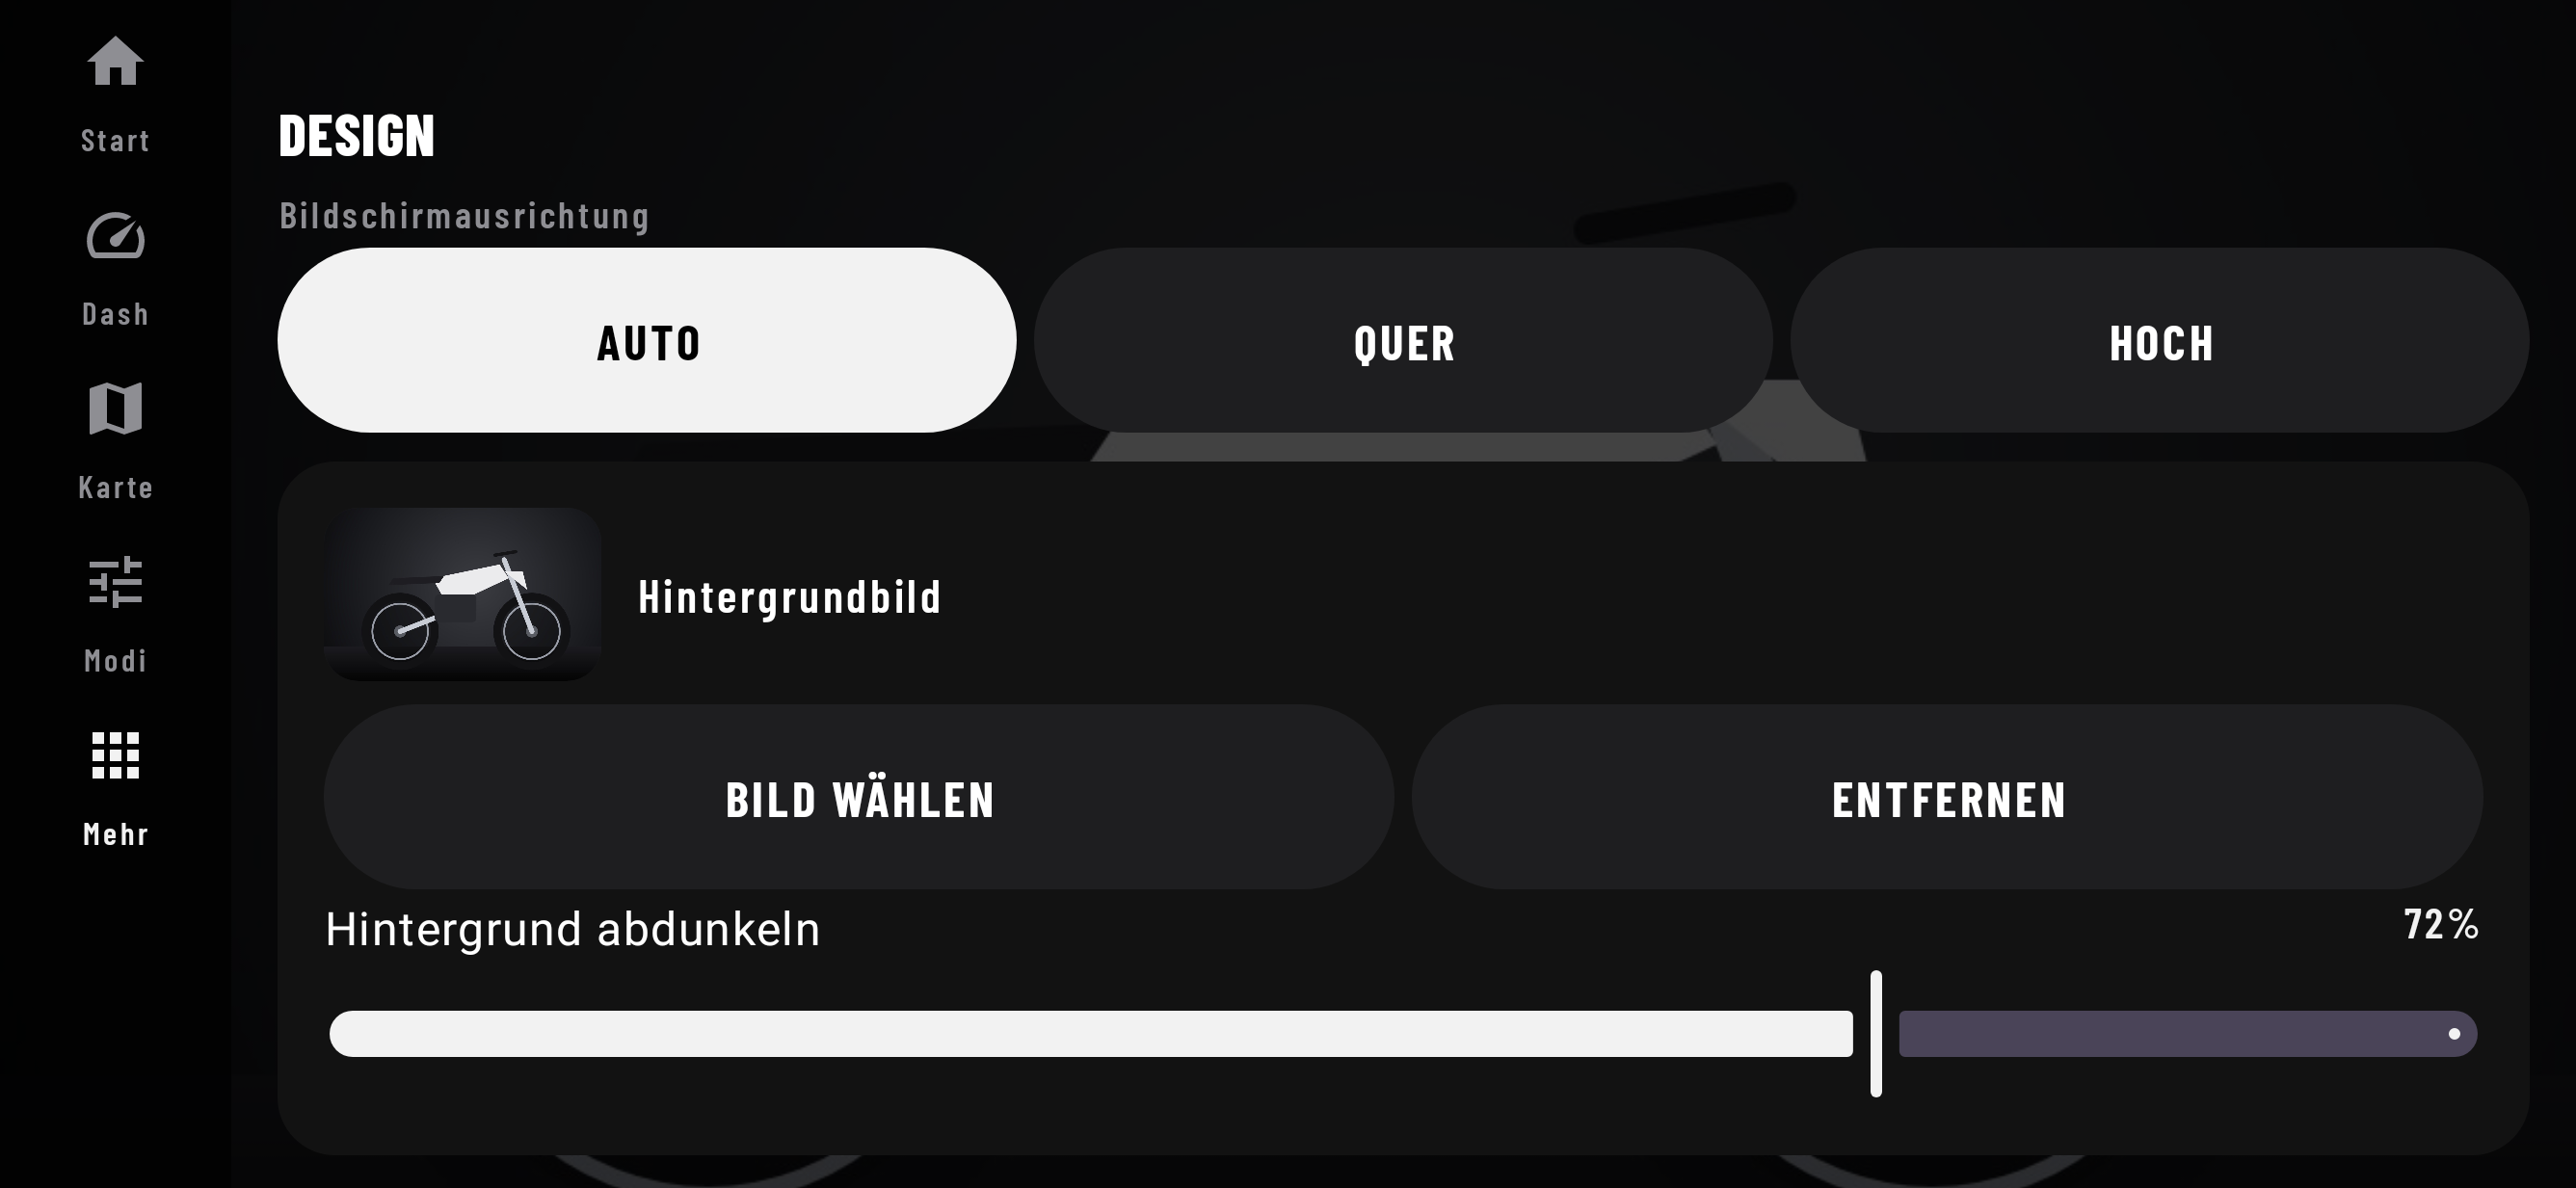 Start
Dash
Karte
Modi
Mehr
DESIGN
Bildschirmausrichtung
AUTO
QUER
HOCH
Hintergrundbild
BILD WÄHLEN
ENTFERNEN
Hintergrund abdunkeln
72%